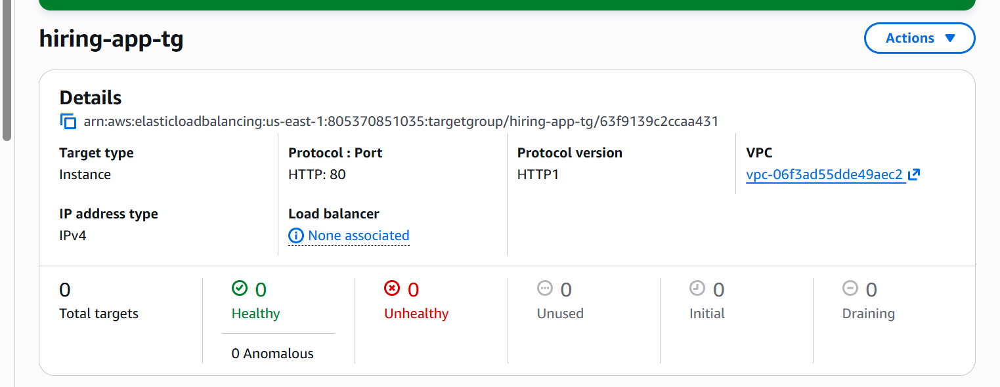 hiring-app-tg
Actions
Details
arn:aws:elasticloadbalancing:us-east-1:805370851035:targetgroup/hiring-app-tg/63f9139c2ccaa431
Target type
Instance
Protocol : Port
HTTP: 80
Protocol version
HTTP1
VPC
vpc-06f3ad55dde49aec2
IP address type
IPv4
Load balancer
None associated
0
Total targets
0
Healthy
0 Anomalous
0
Unhealthy
0
Unused
0
Initial
0
Draining